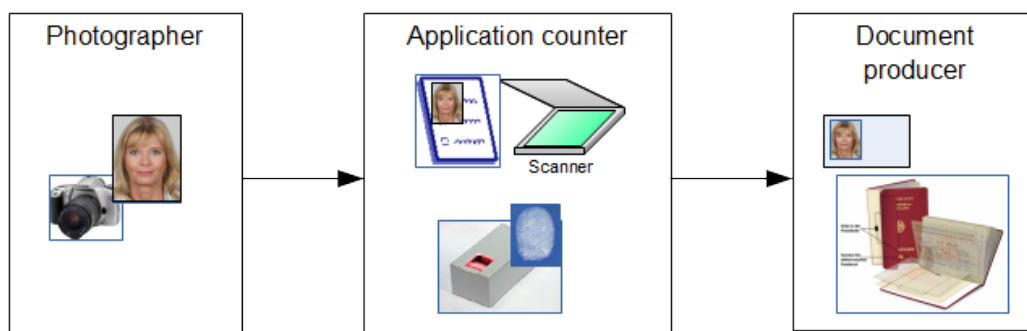 Photographer
Application counter
Document
producer
Scanner